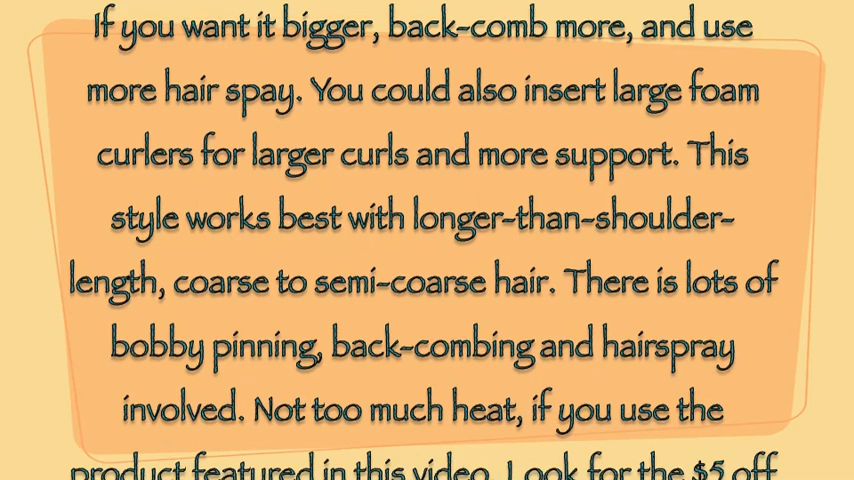 If you want it bigger, back-comb more, and use
more hair spay. You could also insert large foam
curlers for larger curls and more support. This
style works best with longer-than-shoulder-
length, coarse to semi-coarse hair. There is lots of
bobby pinning, back-combing and hairspray
involved. Not too much heat, if you use the
product featured in this video. Look for the $5 off